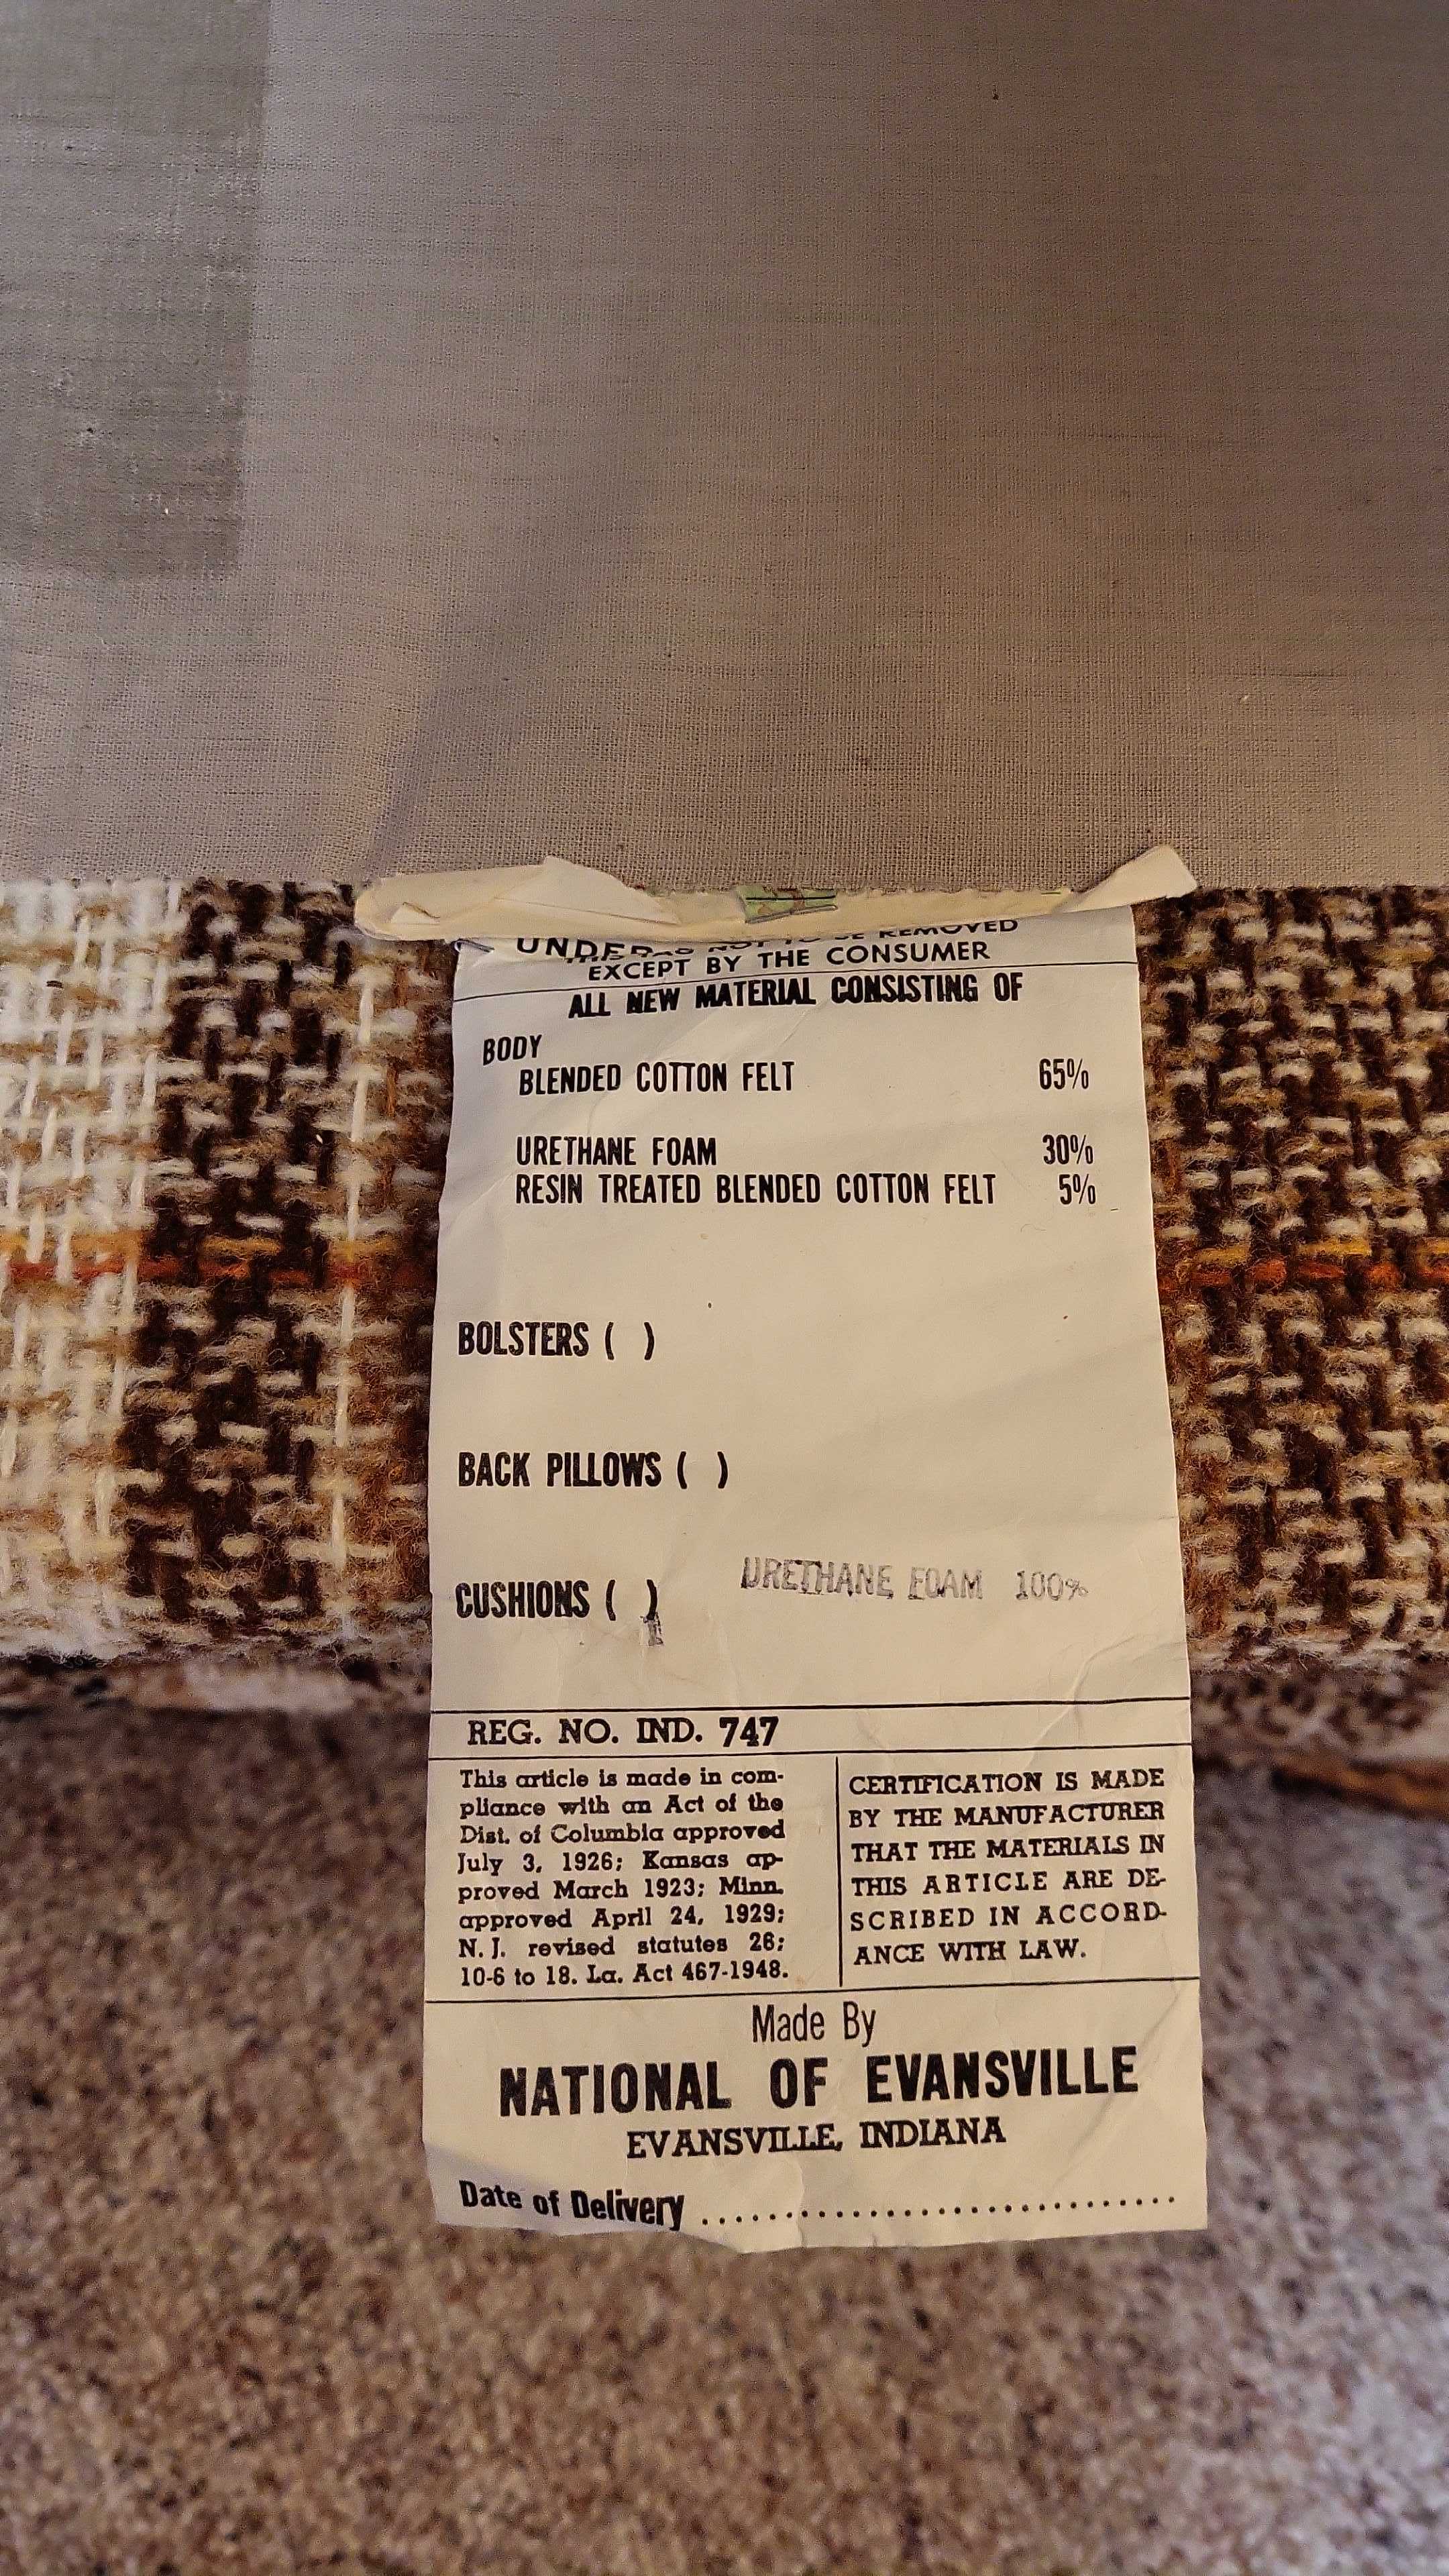 UNDER
NOT TO BE REMOVED
EXCEPT BY THE CONSUMER
ALL NEW MATERIAL CONSISTING OF
BODY
BLENDED COTTON FELT 65%
URETHANE FOAM 30%
RESIN TREATED BLENDED COTTON FELT 5%
BOLSTERS ( )
BACK PILLOWS ( )
CUSHIONS ( ) URETHANE FOAM 100%
REG. NO. IND. 747
This article is made in com-
pliance with an Act of the
Dist. of Columbia approved
July 3, 1926; Kansas ap-
proved March 1923; Minn.
approved April 24, 1929;
N. J. revised statutes 26;
10-6 to 18. La. Act 467-1948.
CERTIFICATION IS MADE
BY THE MANUFACTURER
THAT THE MATERIALS IN
THIS ARTICLE ARE DE-
SCRIBED IN ACCORD-
ANCE WITH LAW.
Made By
NATIONAL OF EVANSVILLE
EVANSVILLE, INDIANA
Date of Delivery ..............................